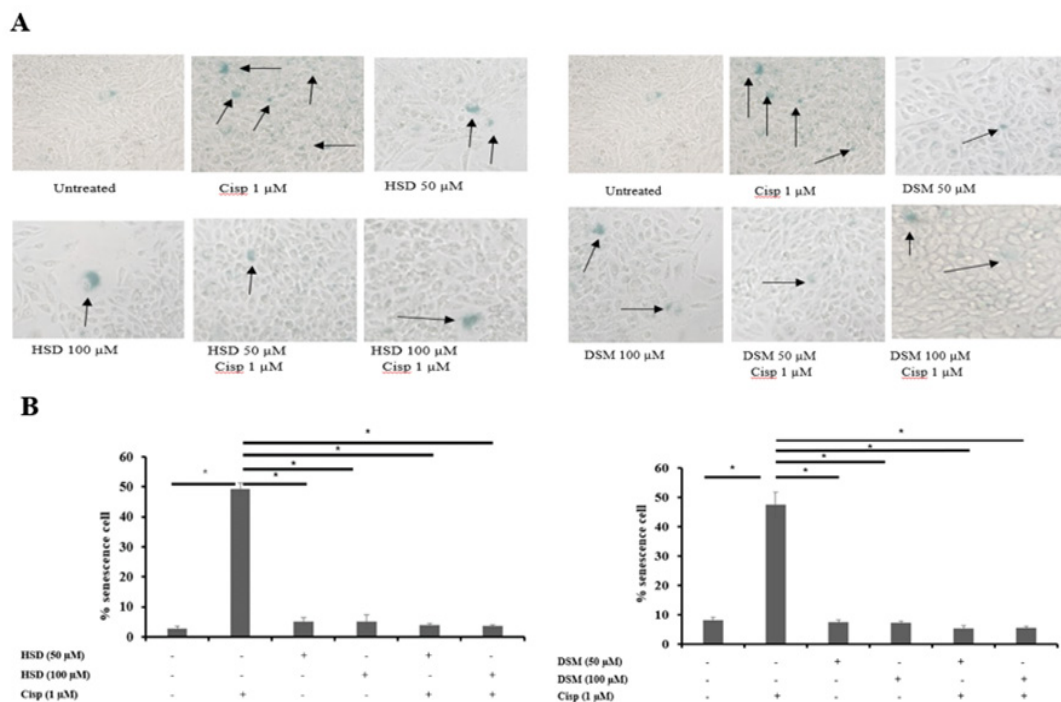 A
Untreated
Cisp 1 µM
HSD 50 µM
HSD 100 µM
HSD 50 µM
Cisp 1 µM
HSD 100 µM
Cisp 1 µM
Untreated
Cisp 1 µM
DSM 50 µM
DSM 100 µM
DSM 50 µM
Cisp 1 µM
DSM 100 µM
Cisp 1 µM
B
% senescence cell
60
50
40
30
20
10
0
* * * * *
HSD (50 µM) - - + - + -
HSD (100 µM) - - - + - +
Cisp (1 µM) - + - - + +
% senescence cell
60
50
40
30
20
10
0
* * * * *
DSM (50 µM) - - + - + -
DSM (100 µM) - - - + - +
Cisp (1 µM) - + - - + +